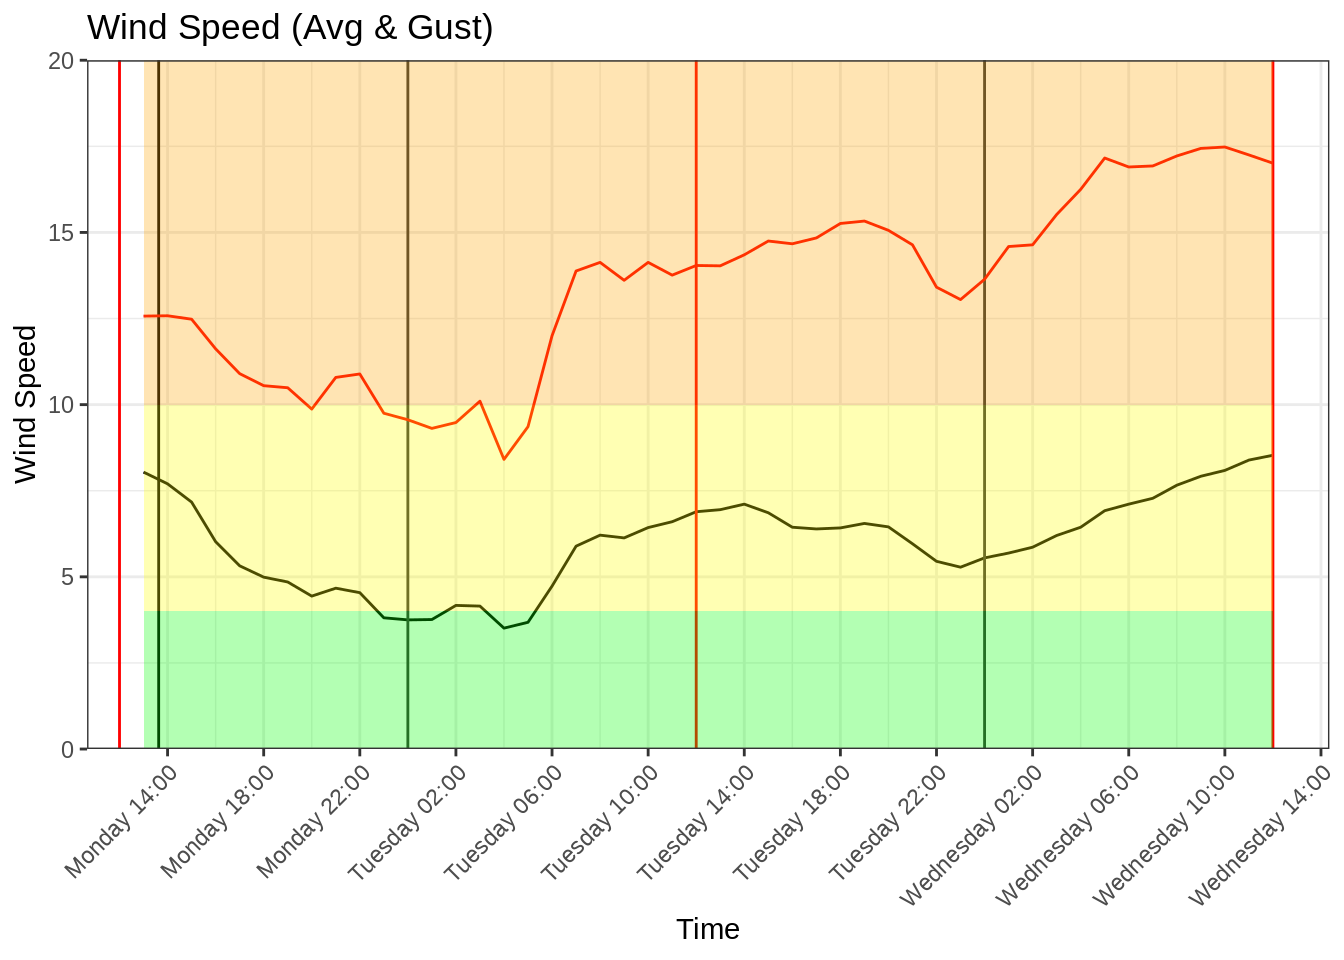 Wind Speed (Avg & Gust)
20
15
10
5
0
Wind Speed
Monday 14:00
Monday 18:00
Monday 22:00
Tuesday 02:00
Tuesday 06:00
Tuesday 10:00
Tuesday 14:00
Tuesday 18:00
Tuesday 22:00
Wednesday 02:00
Wednesday 06:00
Wednesday 10:00
Wednesday 14:00
Time